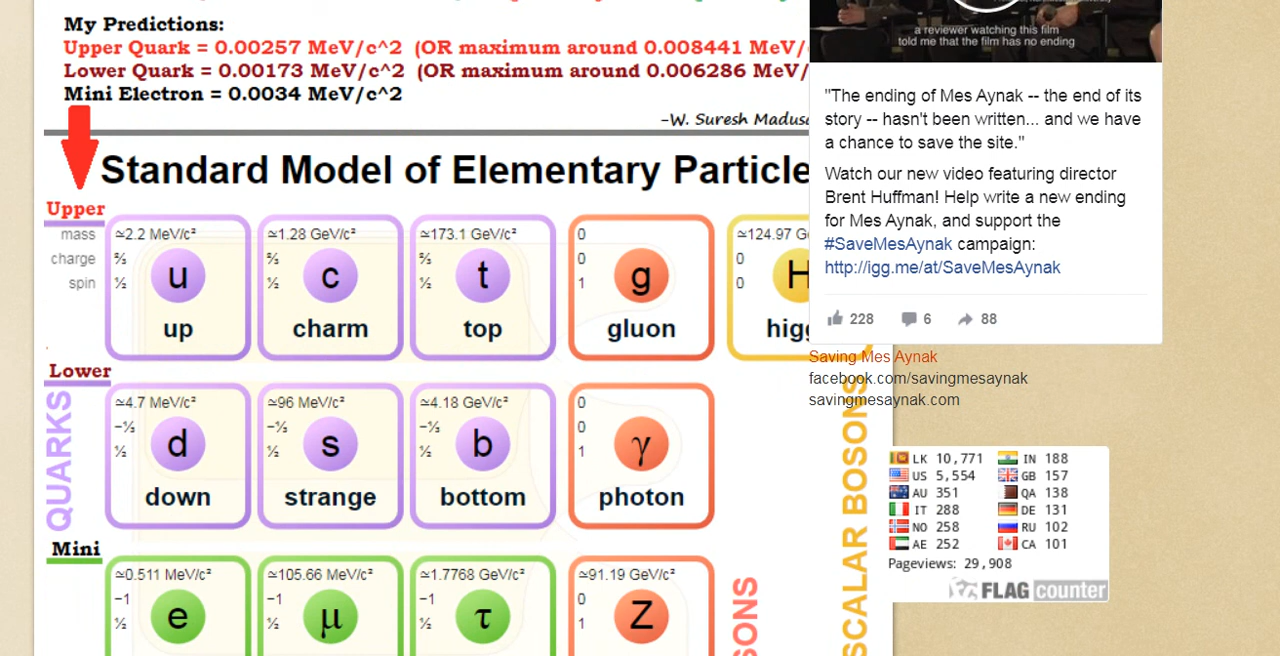 My Predictions:
Upper Quark = 0.00257 MeV/c^2 (OR maximum around 0.008441 MeV/
Lower Quark = 0.00173 MeV/c^2 (OR maximum around 0.006286 MeV/
Mini Electron = 0.0034 MeV/c^2
-W. Suresh
Standard Model of Elementary Particle
Upper
mass
charge
spin
≃2.2 MeV/c²
⅔
½
u
up
≃1.28 GeV/c²
⅔
½
c
charm
≃173.1 GeV/c²
⅔
½
t
top
0
0
1
g
gluon
≃124.97
0
0
H
higg
Lower
QUARKS
≃4.7 MeV/c²
−⅓
½
d
down
≃96 MeV/c²
−⅓
½
s
strange
≃4.18 GeV/c²
−⅓
½
b
bottom
0
0
1
γ
photon
SCALAR BOSONS
Mini
≃0.511 MeV/c²
−1
½
e
≃105.66 MeV/c²
−1
½
μ
≃1.7768 GeV/c²
−1
½
τ
≃91.19 GeV/c²
0
1
Z
SONS
a reviewer watching this film
told me that the film has no ending
"The ending of Mes Aynak -- the end of its
story -- hasn't been written... and we have
a chance to save the site."
Watch our new video featuring director
Brent Huffman! Help write a new ending
for Mes Aynak, and support the
#SaveMesAynak campaign:
http://igg.me/at/SaveMesAynak
228 6 88
Saving Mes Aynak
facebook.com/savingmesaynak
savingmesaynak.com
LK 10,771 IN 188
US 5,554 GB 157
AU 351 QA 138
IT 288 DE 131
NO 258 RU 102
AE 252 CA 101
Pageviews: 29,908
FLAG counter